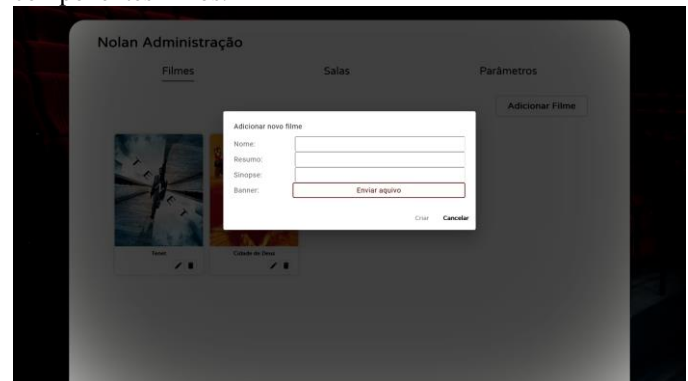 Nolan Administração
Filmes Salas Parâmetros
Adicionar Filme
Adicionar novo filme
Nome:
Resumo:
Sinopse:
Banner: Enviar aquivo
Criar Cancelar
TENET
Tenet Cidade de Deus